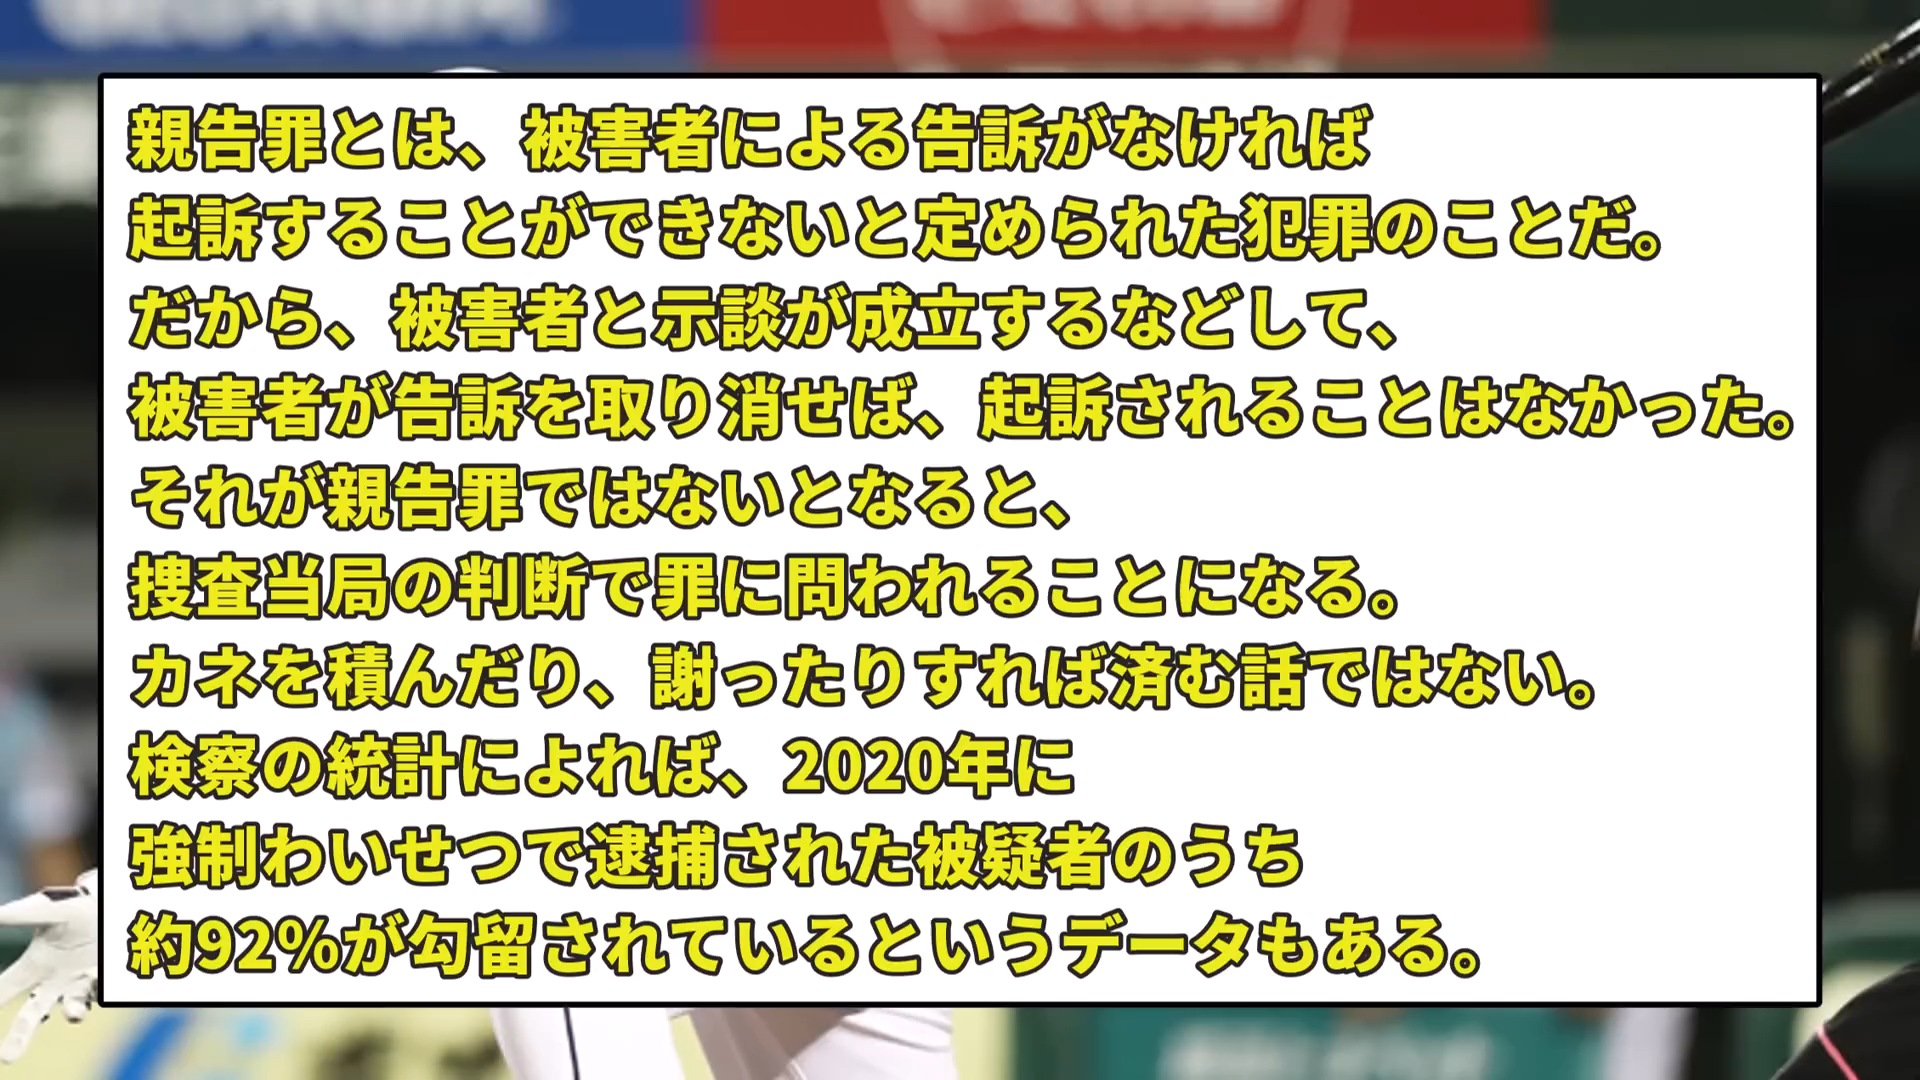 親告罪とは、被害者による告訴がなければ
起訴することができないと定められた犯罪のことだ。
だから、被害者と示談が成立するなどして、
被害者が告訴を取り消せば、起訴されることはなかった。
それが親告罪ではないとなると、
捜査当局の判断で罪に問われることになる。
カネを積んだり、謝ったりすれば済む話ではない。
検察の統計によれば、2020年に
強制わいせつで逮捕された被疑者のうち
約92%が勾留されているというデータもある。